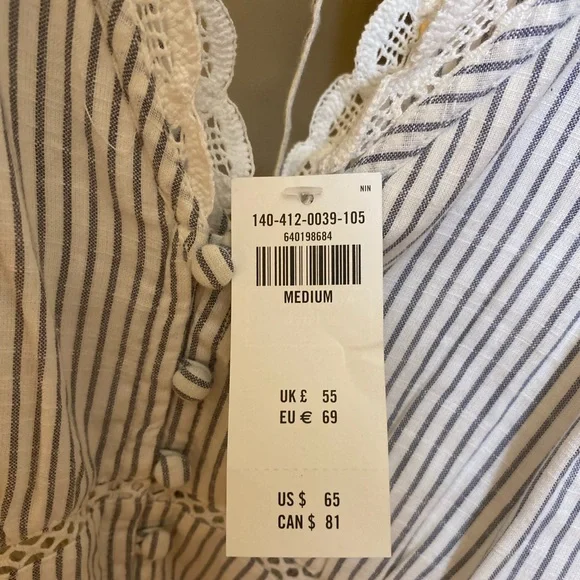 NIN
140-412-0039-105
640198684
MEDIUM
UK £ 55
EU € 69
US $ 65
CAN $ 81